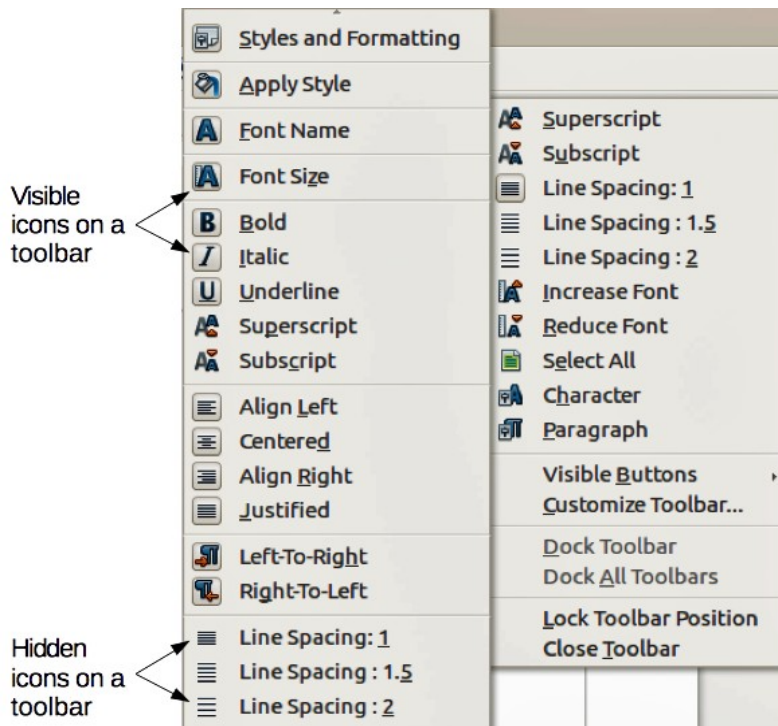 Styles and Formatting
Apply Style
Font Name
Font Size
Visible
icons on a
toolbar
Bold
Italic
Underline
Superscript
Subscript
Align Left
Centered
Align Right
Justified
Left-To-Right
Right-To-Left
Hidden
icons on a
toolbar
Line Spacing: 1
Line Spacing : 1.5
Line Spacing : 2
Superscript
Subscript
Line Spacing: 1
Line Spacing : 1.5
Line Spacing : 2
Increase Font
Reduce Font
Select All
Character
Paragraph
Visible Buttons
Customize Toolbar...
Dock Toolbar
Dock All Toolbars
Lock Toolbar Position
Close Toolbar